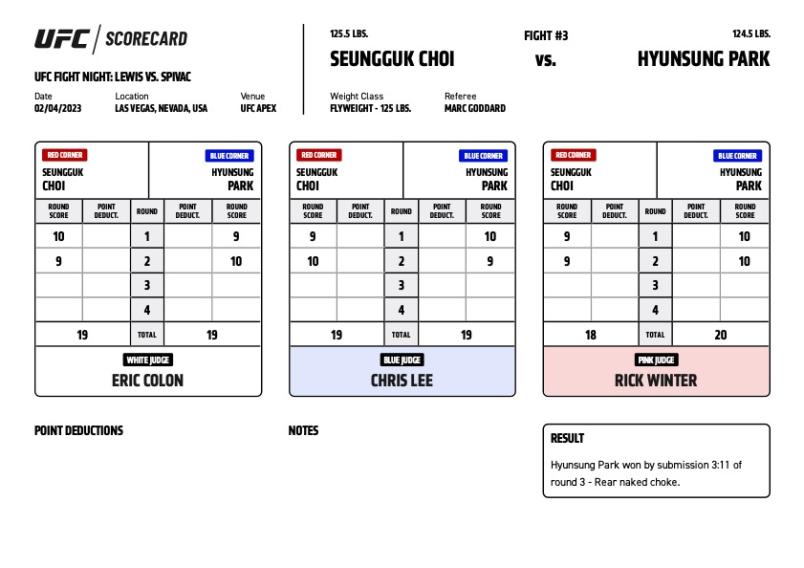 UFC / SCORECARD
UFC FIGHT NIGHT: LEWIS VS. SPIVAC
Date Location Venue
02/04/2023 LAS VEGAS, NEVADA, USA UFC APEX
125.5 LBS. FIGHT #3 124.5 LBS.
SEUNGGUK CHOI vs. HYUNSUNG PARK
Weight Class Referee
FLYWEIGHT - 125 LBS. MARC GODDARD
RED CORNER BLUE CORNER
SEUNGGUK HYUNSUNG
CHOI PARK
ROUND POINT ROUND POINT ROUND
SCORE DEDUCT. DEDUCT. SCORE
10 1 9
9 2 10
3
4
19 TOTAL 19
WHITE JUDGE
ERIC COLON
RED CORNER BLUE CORNER
SEUNGGUK HYUNSUNG
CHOI PARK
ROUND POINT ROUND POINT ROUND
SCORE DEDUCT. DEDUCT. SCORE
9 1 10
10 2 9
3
4
19 TOTAL 19
BLUE JUDGE
CHRIS LEE
RED CORNER BLUE CORNER
SEUNGGUK HYUNSUNG
CHOI PARK
ROUND POINT ROUND POINT ROUND
SCORE DEDUCT. DEDUCT. SCORE
9 1 10
9 2 10
3
4
18 TOTAL 20
PINK JUDGE
RICK WINTER
POINT DEDUCTIONS
NOTES
RESULT
Hyunsung Park won by submission 3:11 of
round 3 - Rear naked choke.